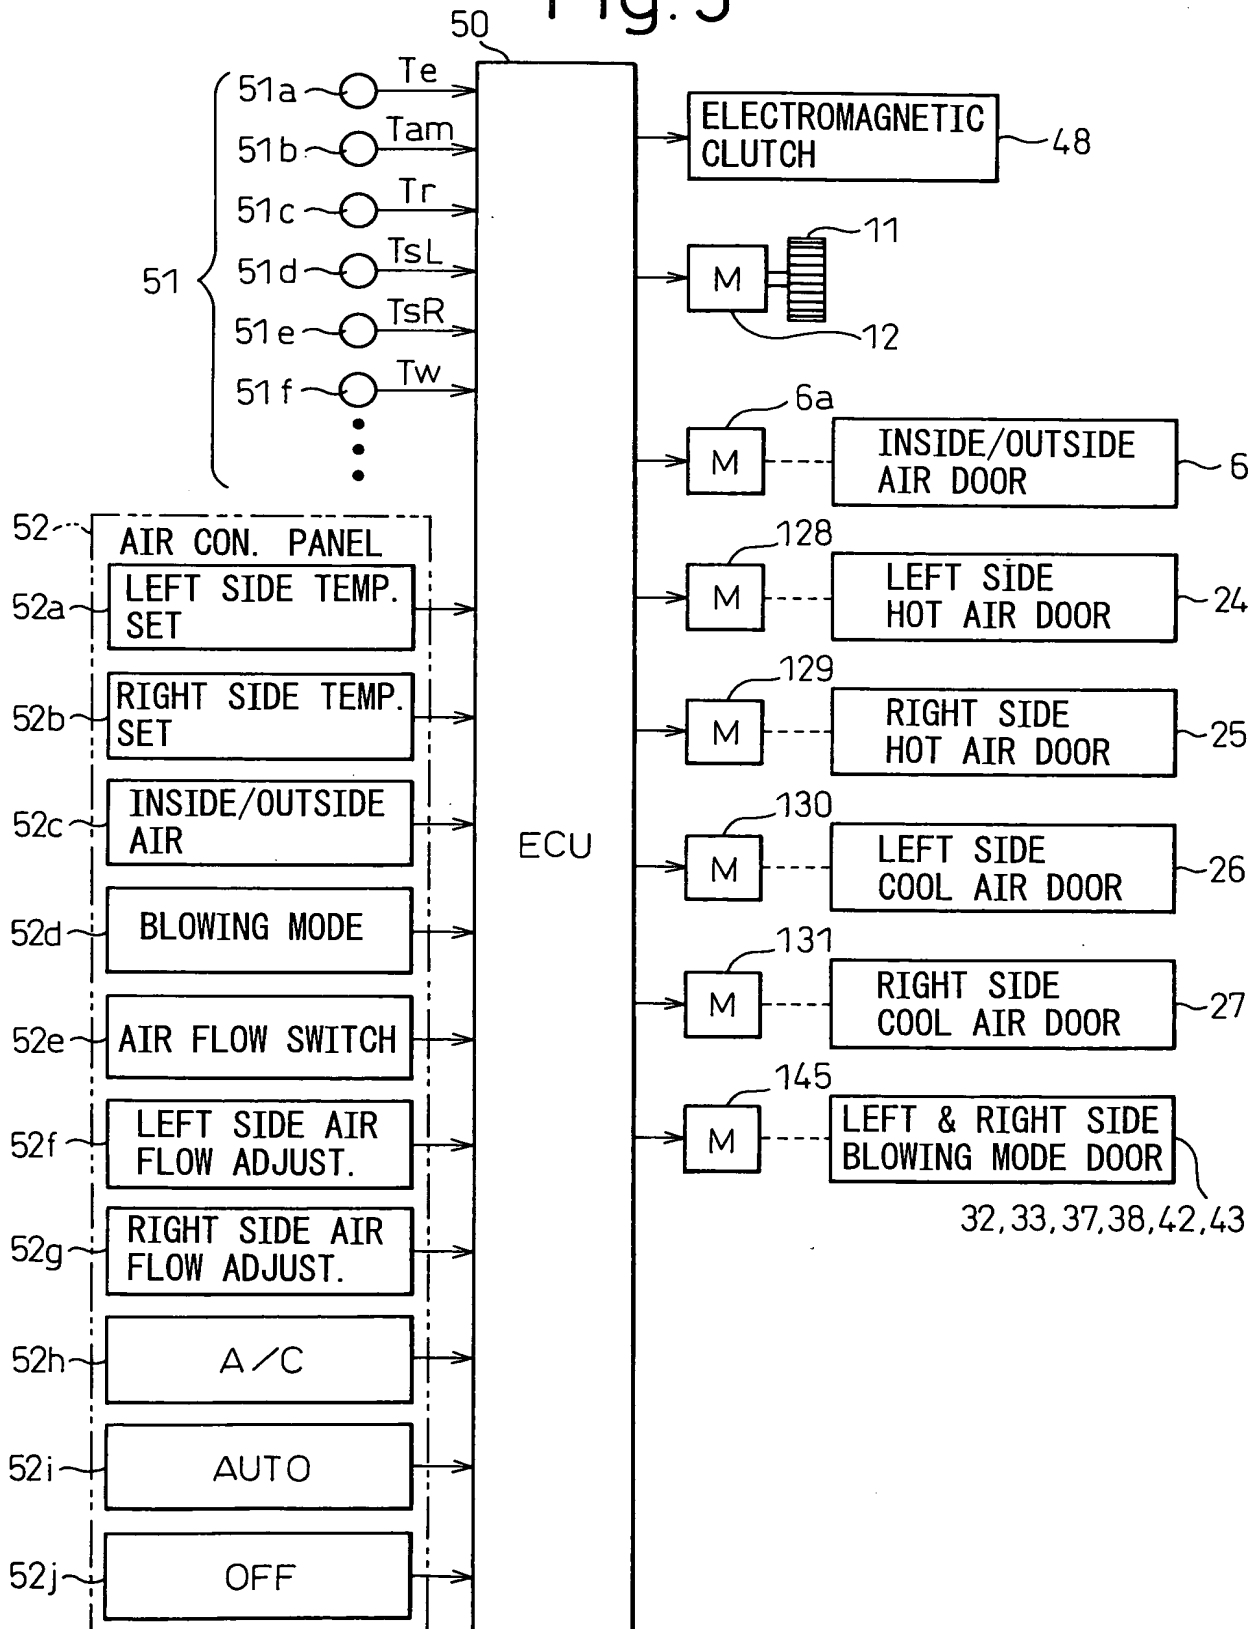 Fig. 5
50
51
51a Te
51b Tam
51c Tr
51d TsL
51e TsR
51f Tw
52
AIR CON. PANEL
52a
LEFT SIDE TEMP.
SET
52b
RIGHT SIDE TEMP.
SET
52c
INSIDE/OUTSIDE
AIR
52d
BLOWING MODE
52e
AIR FLOW SWITCH
52f
LEFT SIDE AIR
FLOW ADJUST.
52g
RIGHT SIDE AIR
FLOW ADJUST.
52h
A/C
52i
AUTO
52j
OFF
ECU
ELECTROMAGNETIC
CLUTCH
48
M
11
12
6a
M
INSIDE/OUTSIDE
AIR DOOR
6
128
M
LEFT SIDE
HOT AIR DOOR
24
129
M
RIGHT SIDE
HOT AIR DOOR
25
130
M
LEFT SIDE
COOL AIR DOOR
26
131
M
RIGHT SIDE
COOL AIR DOOR
27
145
M
LEFT & RIGHT SIDE
BLOWING MODE DOOR
32,33,37,38,42,43